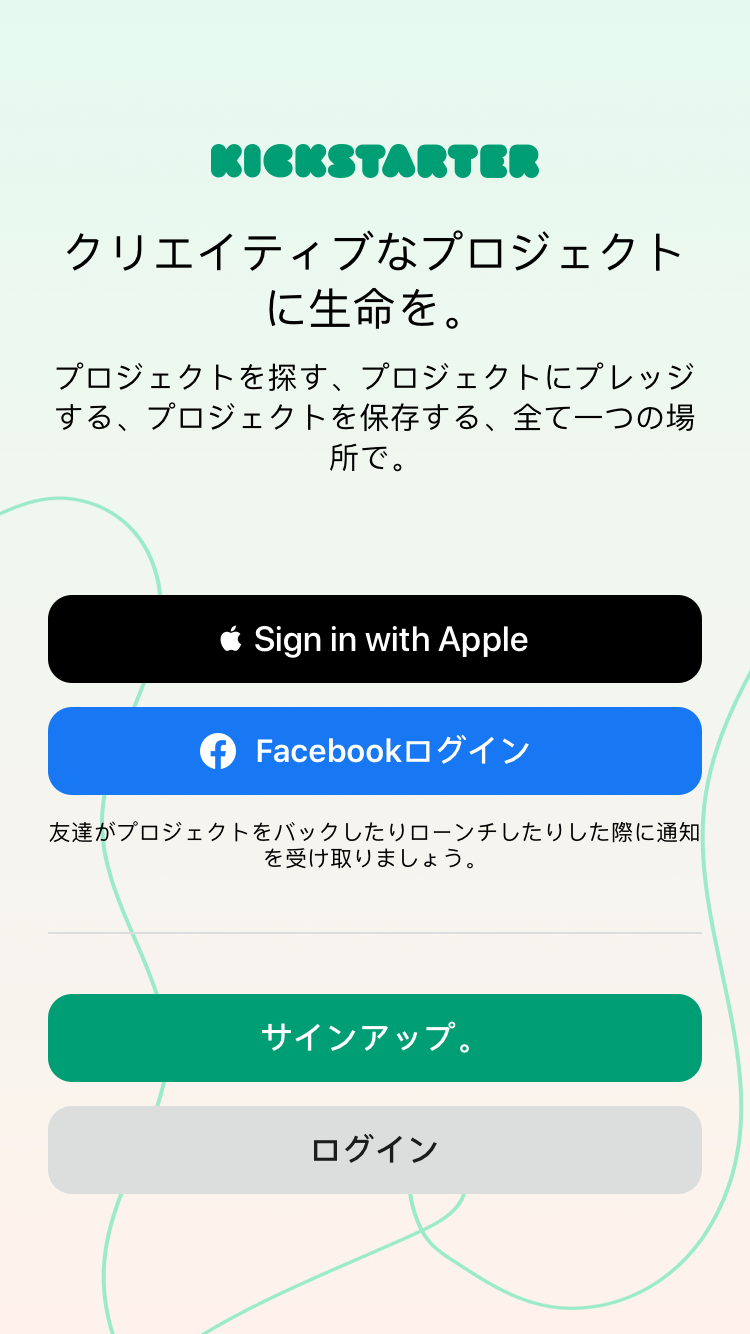 KICKSTARTER
クリエイティブなプロジェクト
に生命を。
プロジェクトを探す、プロジェクトにプレッジ
する、プロジェクトを保存する、全て一つの場
所で。
Sign in with Apple
Facebookログイン
友達がプロジェクトをバックしたりローンチしたりした際に通知
を受け取りましょう。
サインアップ。
ログイン